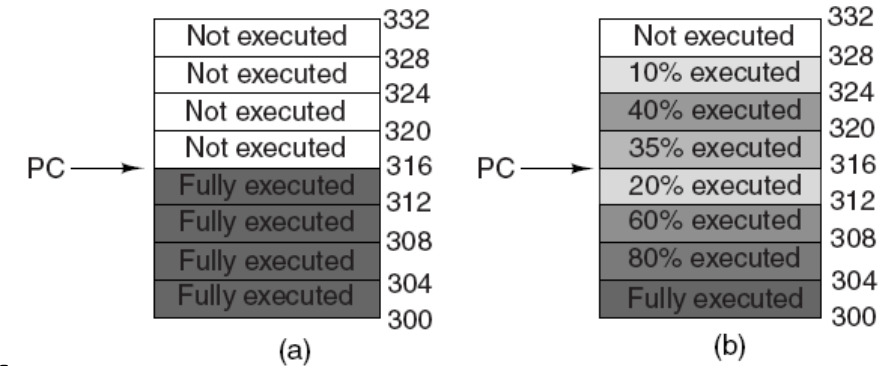 332
Not executed
328
Not executed
324
Not executed
320
Not executed
PC
316
Fully executed
312
Fully executed
308
Fully executed
304
Fully executed
300
(a)
332
Not executed
328
10% executed
324
40% executed
320
35% executed
PC
316
20% executed
312
60% executed
308
80% executed
304
Fully executed
300
(b)